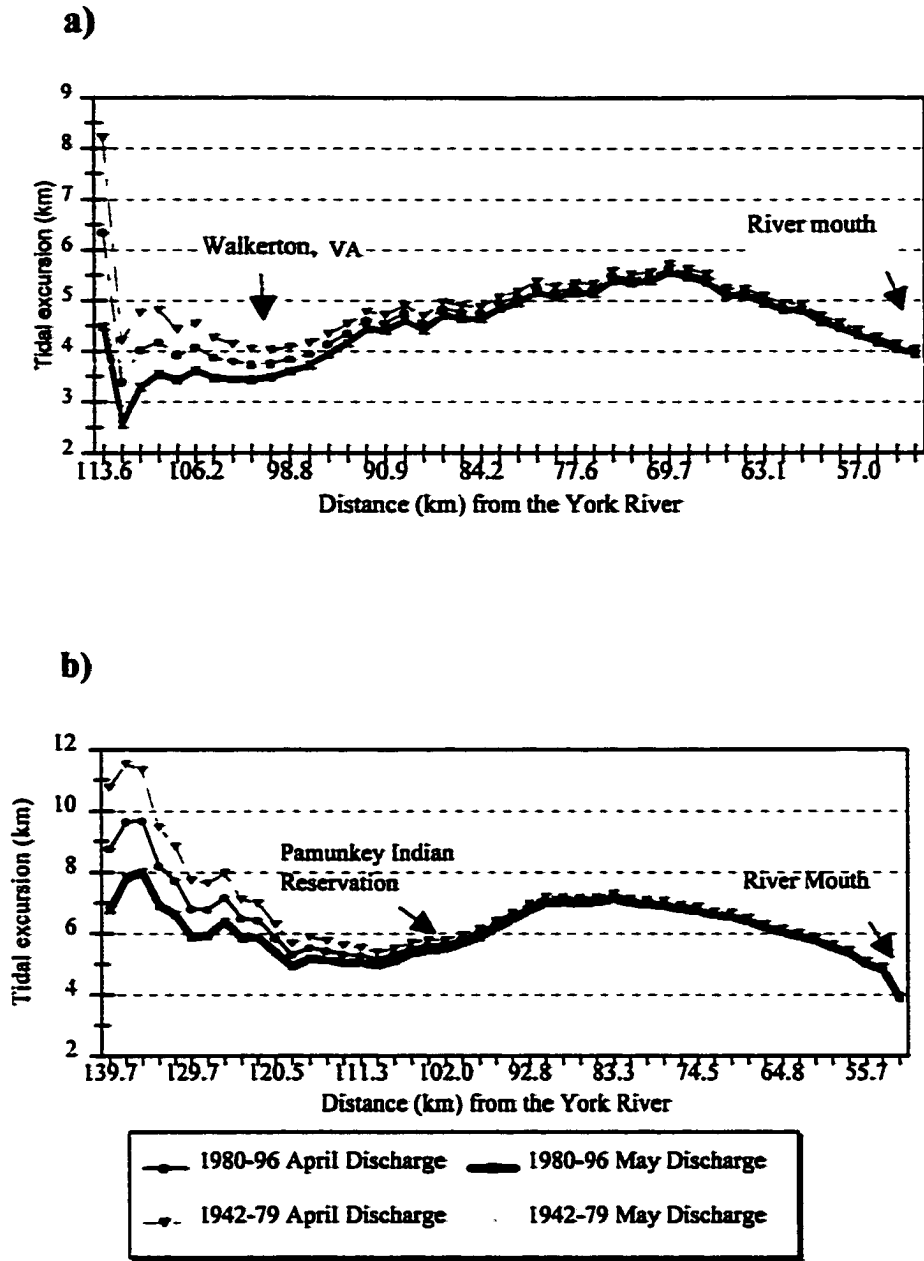 a)
9
8
7
6
5
4
3
2
Tidal excursion (km)
Walkerton, VA
River mouth
113.6 106.2 98.8 90.9 84.2 77.6 69.7 63.1 57.0
Distance (km) from the York River
b)
12
10
8
6
4
2
Tidal excursion (km)
Pamunkey Indian
Reservation
River Mouth
139.7 129.7 120.5 111.3 102.0 92.8 83.3 74.5 64.8 55.7
Distance (km) from the York River
1980-96 April Discharge
1980-96 May Discharge
1942-79 April Discharge
1942-79 May Discharge